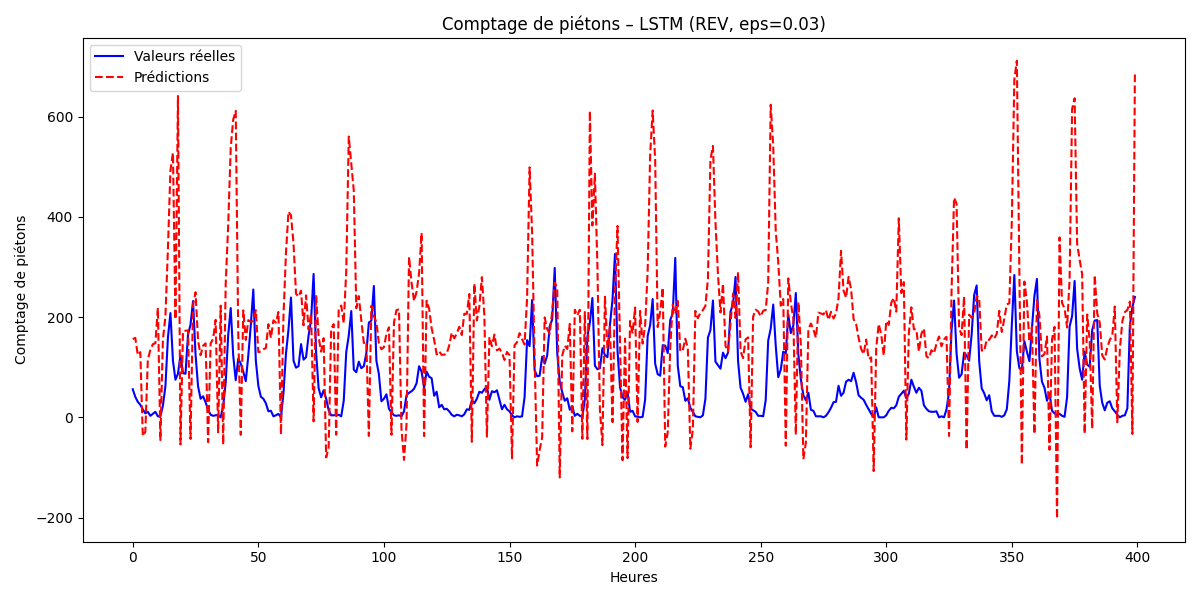 Comptage de piétons – LSTM (REV, eps=0.03)
Valeurs réelles
Prédictions
Comptage de piétons
600
400
200
0
−200
0 50 100 150 200 250 300 350 400
Heures